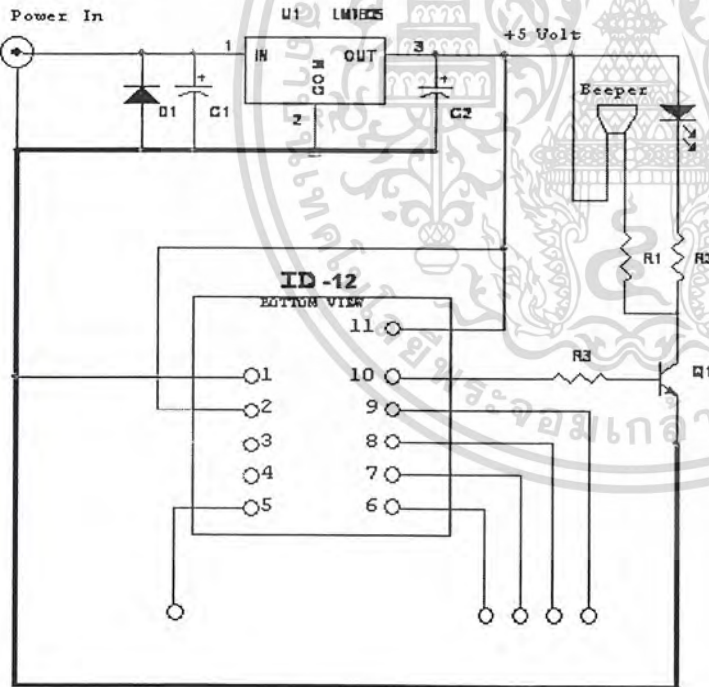 Power In
U1
1
IN
OUT
3
COM
2
+5 Volt
Beeper
D1
C1
C2
R1
ID-12
BOTTOM VIEW
11
1
10
R3
Q1
2
9
3
8
4
7
5
6